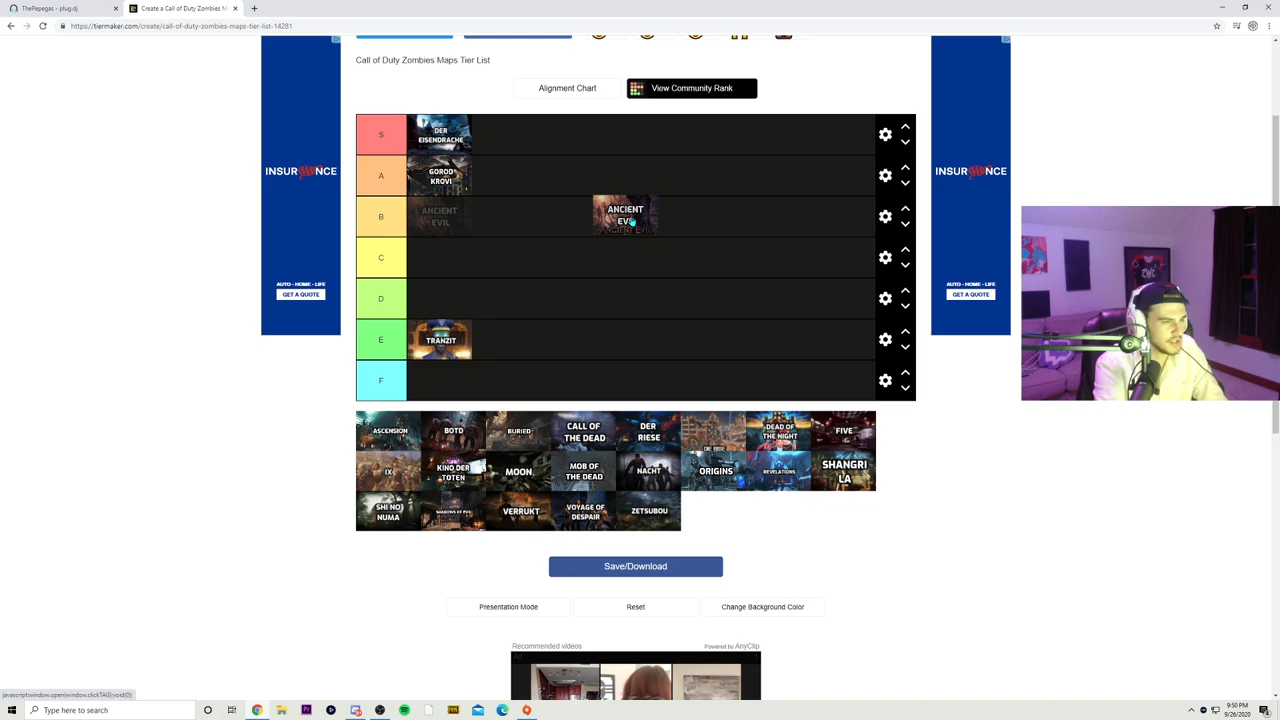 ThePepegas - plug.dj
Create a Call of Duty Zombies M
https://tiermaker.com/create/call-of-duty-zombies-maps-tier-list-14281
Call of Duty Zombies Maps Tier List
Alignment Chart
View Community Rank
S
DER
EISENDRACHE
A
GOROD
KROVI
B
ANCIENT
EVIL
ANCIENT
EVIL
ANCIENT EVIL
C
D
E
TRANZIT
F
INSURANCE
AUTO - HOME - LIFE
GET A QUOTE
INSURANCE
AUTO - HOME - LIFE
GET A QUOTE
ZWC
ASCENSION
BOTD
BURIED
CALL OF
THE DEAD
DER
RIESE
DIE RISE
DEAD OF
THE NIGHT
FIVE
IX
KINO DER
TOTEN
MOON
MOB OF
THE DEAD
NACHT
ORIGINS
REVELATIONS
SHANGRI
LA
SHI NO
NUMA
SHADOWS OF EVIL
VERRUKT
VOYAGE OF
DESPAIR
ZETSUBOU
Save/Download
Presentation Mode
Reset
Change Background Color
Recommended videos
Powered by AnyClip
javascript:window.open(window.clickTAG);void(0);
Type here to search
9:50 PM
9/26/2020